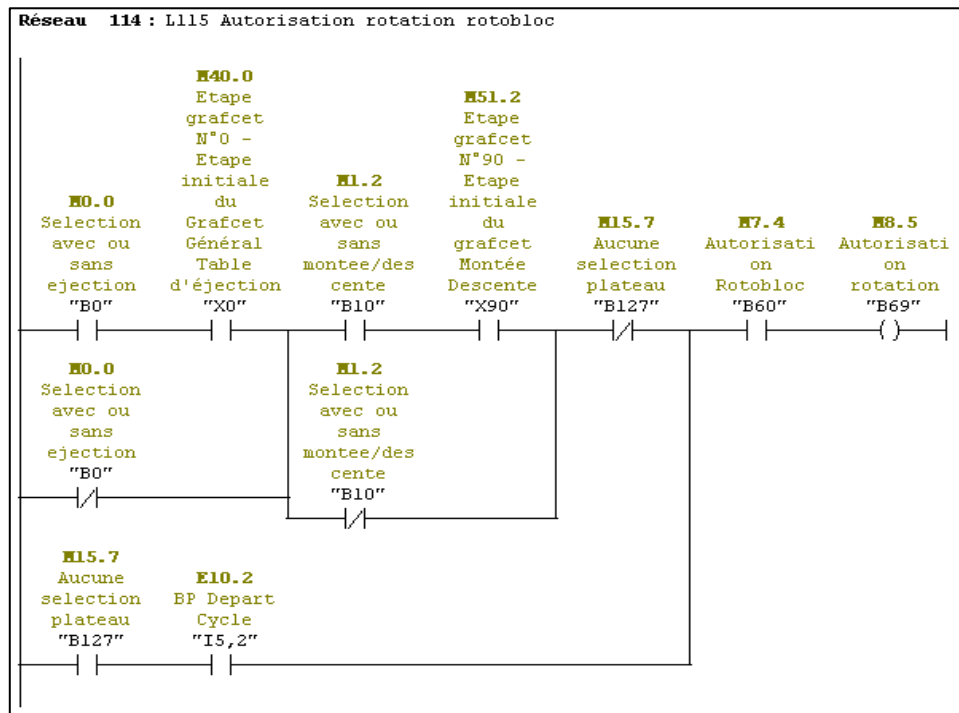 Réseau 114 : L115 Autorisation rotation rotobloc
M0.0
Selection
avec ou
sans
ejection
"B0"
M40.0
Etape
grafcet
N°0 -
Etape
initiale
du
Grafcet
Général
Table
d'éjection
"X0"
M1.2
Selection
avec ou
sans
montee/des
cente
"B10"
M51.2
Etape
grafcet
N°90 -
Etape
initiale
du
grafcet
Montée
Descente
"X90"
M15.7
Aucune
selection
plateau
"B127"
M7.4
Autorisati
on
Rotobloc
"B60"
M8.5
Autorisati
on
rotation
"B69"
M0.0
Selection
avec ou
sans
ejection
"B0"
M1.2
Selection
avec ou
sans
montee/des
cente
"B10"
M15.7
Aucune
selection
plateau
"B127"
E10.2
BP Depart
Cycle
"I5,2"